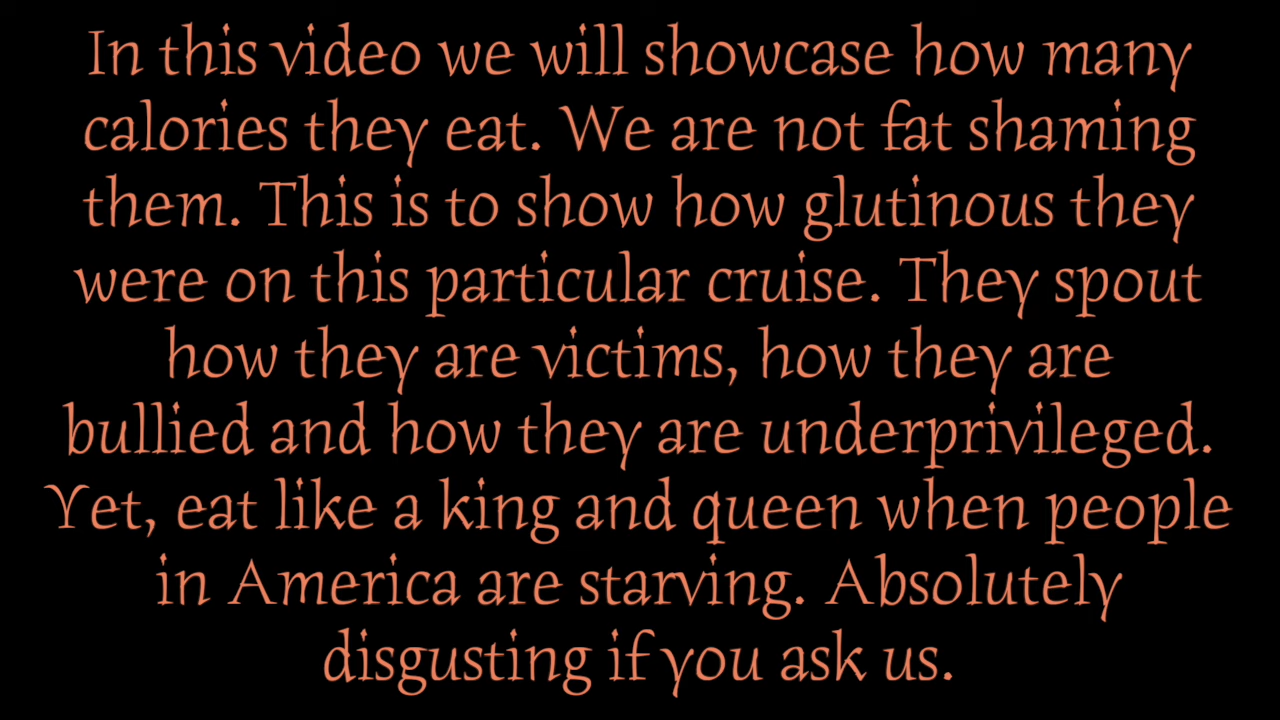 In this video we will showcase how many
calories they eat. We are not fat shaming
them. This is to show how glutinous they
were on this particular cruise. They spout
how they are victims, how they are
bullied and how they are underprivileged.
Yet, eat like a king and queen when people
in America are starving. Absolutely
disgusting if you ask us.